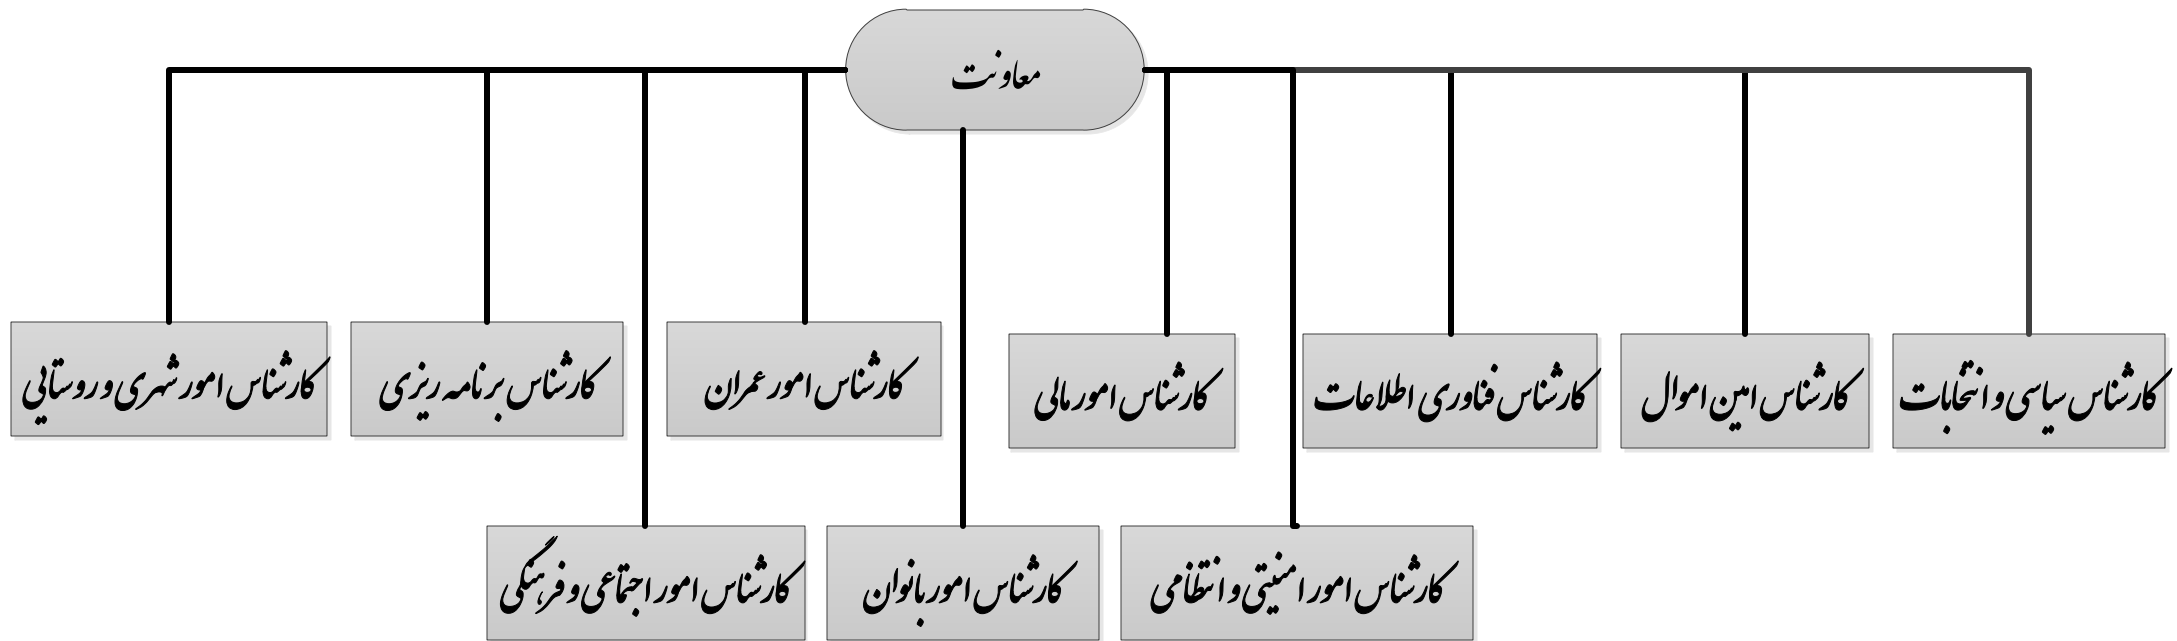 معاونت
کارشناس سیاسی و انتخابات
کارشناس امین اموال
کارشناس فناوری اطلاعات
کارشناس امور مالی
کارشناس امور عمران
کارشناس برنامه ریزی
کارشناس امور شهری و روستایی
کارشناس امور امنیتی و انتظامی
کارشناس امور بانوان
کارشناس امور اجتماعی و فرهنگی